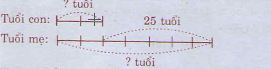 ? tuổi
Tuổi con:
25 tuổi
Tuổi mẹ:
? tuổi